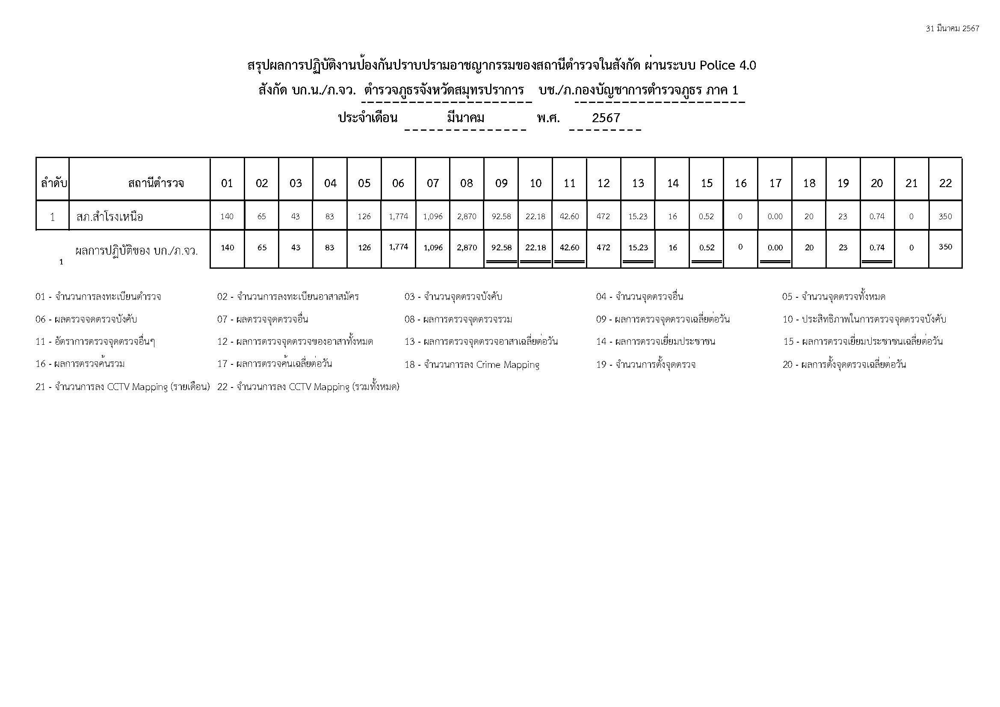 31 มีนาคม 2567
สรุปผลการปฏิบัติงานป้องกันปราบปรามอาชญากรรมของสถานีตำรวจในสังกัด ผ่านระบบ Police 4.0
สังกัด บก.น./ภ.จว. ตำรวจภูธรจังหวัดสมุทรปราการ บช./ภ.กองบัญชาการตำรวจภูธร ภาค 1
ประจำเดือน มีนาคม พ.ศ. 2567
ลำดับ สถานีตำรวจ 01 02 03 04 05 06 07 08 09 10 11 12 13 14 15 16 17 18 19 20 21 22
1 สภ.สำโรงเหนือ 140 65 43 83 126 1,774 1,096 2,870 92.58 22.18 42.60 472 15.23 16 0.52 0 0.00 20 23 0.74 0 350
ผลการปฏิบัติของ บก./ภ.จว. 140 65 43 83 126 1,774 1,096 2,870 92.58 22.18 42.60 472 15.23 16 0.52 0 0.00 20 23 0.74 0 350
1
01 - จำนวนการลงทะเบียนตำรวจ 02 - จำนวนการลงทะเบียนอาสาสมัคร 03 - จำนวนจุดตรวจบังคับ 04 - จำนวนจุดตรวจอื่น 05 - จำนวนจุดตรวจทั้งหมด
06 - ผลตรวจจดตรวจบังคับ 07 - ผลตรวจจุดตรวจอื่น 08 - ผลการตรวจจุดตรวจรวม 09 - ผลการตรวจจุดตรวจเฉลี่ยต่อวัน 10 - ประสิทธิภาพในการตรวจจุดตรวจบังคับ
11 - อัตราการตรวจจุดตรวจอื่นๆ 12 - ผลการตรวจจุดตรวจของอาสาทั้งหมด 13 - ผลการตรวจจุดตรวจอาสาเฉลี่ยต่อวัน 14 - ผลการตรวจเยี่ยมประชาชน 15 - ผลการตรวจเยี่ยมประชาชนเฉลี่ยต่อวัน
16 - ผลการตรวจค้นรวม 17 - ผลการตรวจค้นเฉลี่ยต่อวัน 18 - จำนวนการลง Crime Mapping 19 - จำนวนการตั้งจุดตรวจ 20 - ผลการตั้งจุดตรวจเฉลี่ยต่อวัน
21 - จำนวนการลง CCTV Mapping (รายเดือน) 22 - จำนวนการลง CCTV Mapping (รวมทั้งหมด)